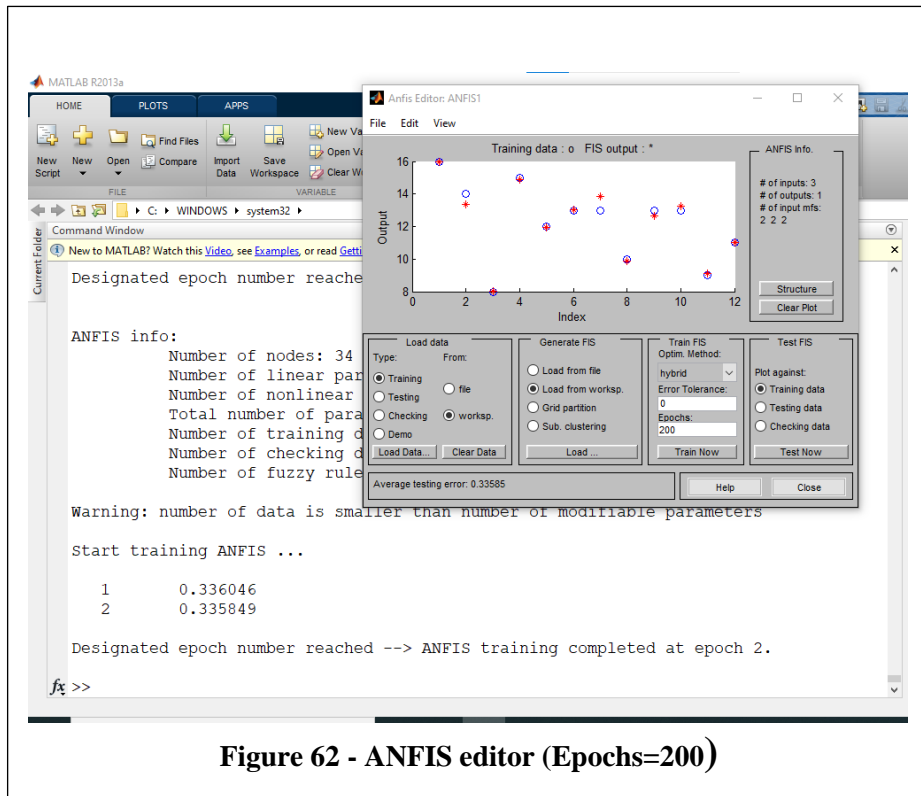 MATLAB R2013a
HOME PLOTS APPS
New Script
New
Open
Find Files
Compare
Import Data
Save Workspace
New Va
Open Va
Clear W
FILE VARIABLE
C: ▸ WINDOWS ▸ system32 ▸
Current Folder
Command Window
New to MATLAB? Watch this Video, see Examples, or read Getti
Designated epoch number reache
ANFIS info:
Number of nodes: 34
Number of linear par
Number of nonlinear
Total number of para
Number of training d
Number of checking d
Number of fuzzy rule
Warning: number of data is smaller than number of modifiable parameters
Start training ANFIS ...
1 0.336046
2 0.335849
Designated epoch number reached --> ANFIS training completed at epoch 2.
fx >>
Anfis Editor: ANFIS1
File Edit View
Training data : o FIS output : *
16
14
12
10
8
Output
0 2 4 6 8 10 12
Index
ANFIS Info.
# of inputs: 3
# of outputs: 1
# of input mfs:
2 2 2
Structure
Clear Plot
Load data
Type: From:
Training
Testing
Checking
Demo
file
worksp.
Load Data... Clear Data
Generate FIS
Load from file
Load from worksp.
Grid partition
Sub. clustering
Load ...
Train FIS
Optim. Method:
hybrid
Error Tolerance:
0
Epochs:
200
Train Now
Test FIS
Plot against:
Training data
Testing data
Checking data
Test Now
Average testing error: 0.33585
Help Close
Figure 62 - ANFIS editor (Epochs=200)